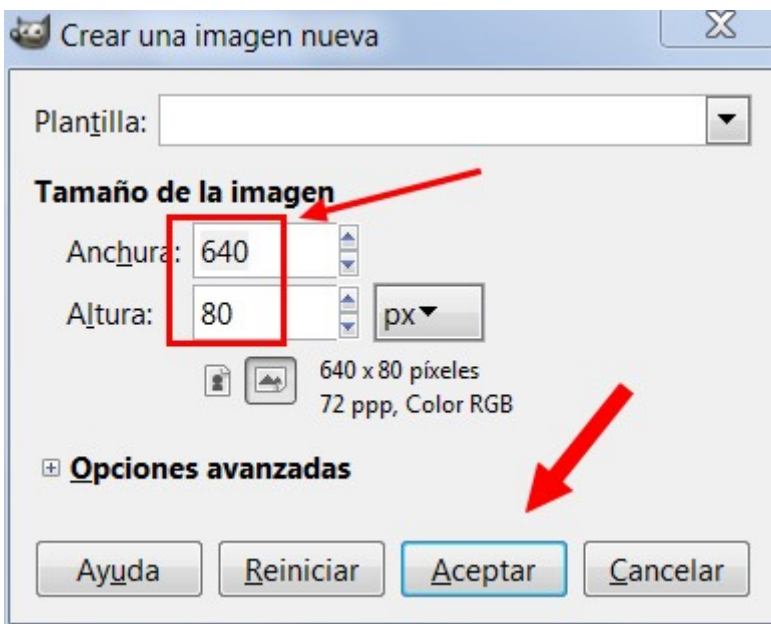 Crear una imagen nueva
Plantilla:
Tamaño de la imagen
Anchura: 640
Altura: 80 px
640 x 80 píxeles
72 ppp, Color RGB
Opciones avanzadas
Ayuda Reiniciar Aceptar Cancelar